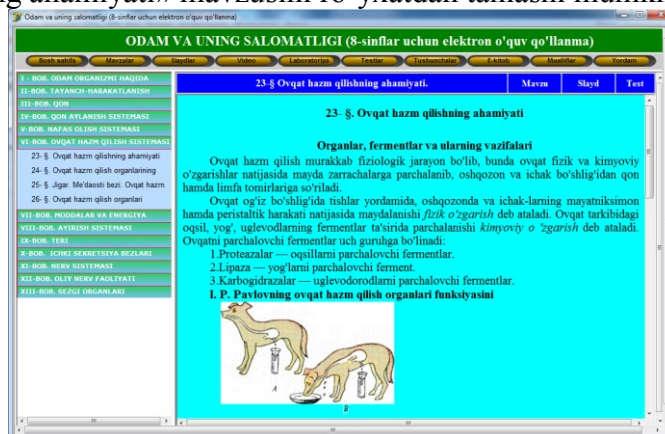 ng ahamiyati» mavzusini ro'yxatdan tanlash mumkin
Odam va uning salomatligi (8-sinflar uchun elektron o'quv qo'llanma)
ODAM VA UNING SALOMATLIGI (8-sinflar uchun elektron o'quv qo'llanma)
Bosh sahifa Mavzular Slaydlar Video Laboratoriya Testlar Tushunchalar E-kitob Mualliflar Yordam
I - BOB. ODAM ORGANIZMI HAQIDA
II-BOB. TAYANCH-HARAKATLANISH
III-BOB. QON
IV-BOB. QON AYLANISH SISTEMASI
V-BOB. NAFAS OLISH SISTEMASI
VI-BOB. OVQAT HAZM QILISH SISTEMASI
23- §. Ovqat hazm qilishning ahamiyati
24- §. Ovqat hazm qilish organlarining
25- §. Jigar. Me'daosti bezi. Ovqat hazm
26- §. Ovqat hazm qilish organlari
VII-BOB. MODDALAR VA ENERGIYA
VIII-BOB. AYIRISH SISTEMASI
IX-BOB. TERI
X-BOB. ICHKI SEKRETSIYA BEZLARI
XI-BOB. NERV SISTEMASI
XII-BOB. OLIY NERV FAOLIYATI
XIII-BOB. SEZGI ORGANLARI
23-§ Ovqat hazm qilishning ahamiyati. Mavzu Slayd Test
23- §. Ovqat hazm qilishning ahamiyati
Organlar, fermentlar va ularning vazifalari
Ovqat hazm qilish murakkab fiziologik jarayon bo'lib, bunda ovqat fizik va kimyoviy
o'zgarishlar natijasida mayda zarrachalarga parchalanib, oshqozon va ichak bo'shlig'idan qon
hamda limfa tomirlariga so'riladi.
Ovqat og'iz bo'shlig'ida tishlar yordamida, oshqozonda va ichak-larning mayatniksimon
hamda peristaltik harakati natijasida maydalanishi fizik o'zgarish deb ataladi. Ovqat tarkibidagi
oqsil, yog', uglevodlarning fermentlar ta'sirida parchalanishi kimyoviy o 'zgarish deb ataladi.
Ovqatni parchalovchi fermentlar uch guruhga bo'linadi:
1.Proteazalar — oqsillarni parchalovchi fermentlar.
2.Lipaza — yog'larni parchalovchi ferment.
3.Karbogidrazalar — uglevodorodlarni parchalovchi fermentlar.
I. P. Pavlovning ovqat hazm qilish organlari funksiyasini
A
B